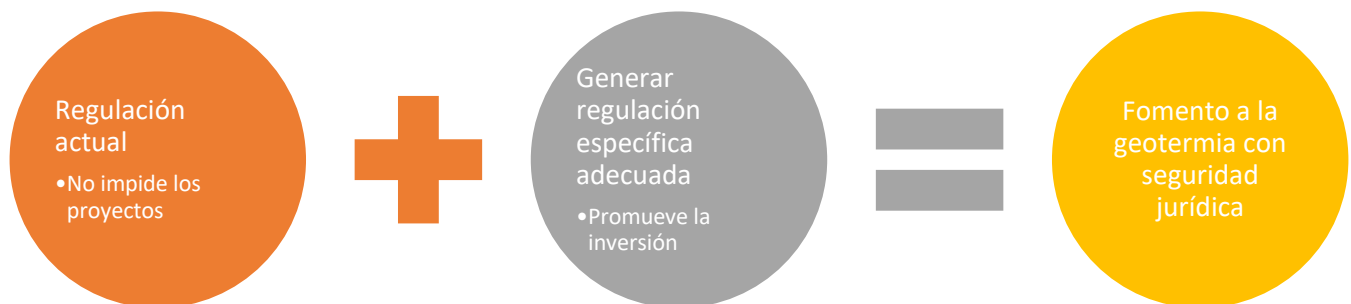 Regulación
actual
•No impide los
proyectos
Generar
regulación
específica
adecuada
•Promueve la
inversión
Fomento a la
geotermia con
seguridad
jurídica